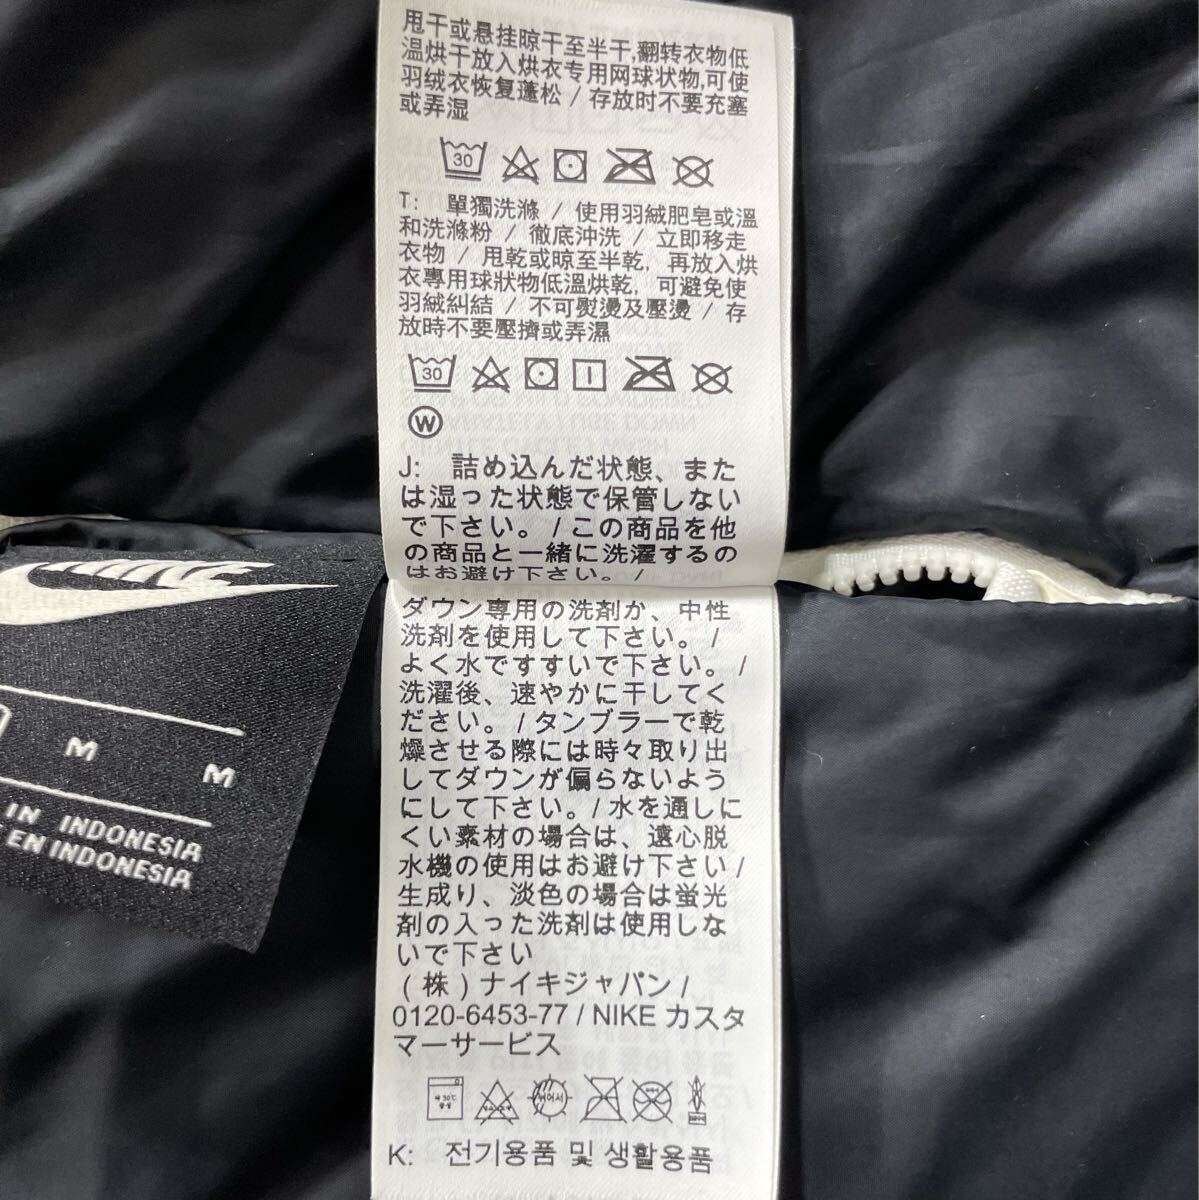 甩干或悬挂晾干至半干,翻转衣物低
温烘干放入烘衣专用网球状物,可使
羽绒衣恢复蓬松 / 存放时不要充塞
或弄湿
30
T: 單獨洗滌 / 使用羽絨肥皂或溫
和洗滌粉 / 徹底沖洗 / 立即移走
衣物 / 甩乾或晾至半乾, 再放入烘
衣專用球狀物低溫烘乾, 可避免使
羽絨糾結 / 不可熨燙及壓燙 / 存
放時不要壓擠或弄濕
30
W
J: 詰め込んだ状態、また
は湿った状態で保管しない
で下さい。/ この商品を他
の商品と一緒に洗濯するの
はお避け下さい。/
ダウン専用の洗剤か、中性
洗剤を使用して下さい。/
よく水ですすいで下さい。/
洗濯後、速やかに干してく
ださい。/ タンブラーで乾
燥させる際には時々取り出
してダウンが偏らないよう
にして下さい。/ 水を通しに
くい素材の場合は、遠心脱
水機の使用はお避け下さい /
生成り、淡色の場合は蛍光
剤の入った洗剤は使用しな
いで下さい
(株)ナイキジャパン /
0120-6453-77 / NIKE カスタ
マーサービス
K: 전기용품 및 생활용품
NIKE
M M
IN INDONESIA
EN INDONESIA